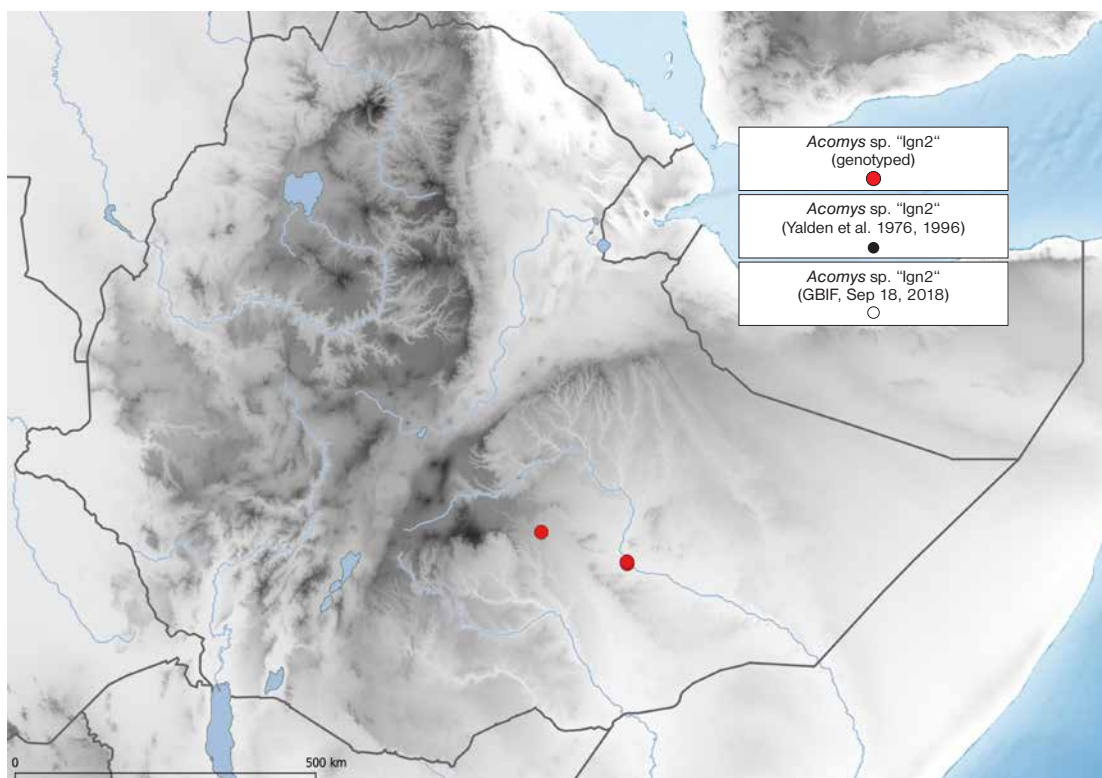 Acomys sp. “Ign2“
(genotyped)
Acomys sp. “Ign2“
(Yalden et al. 1976, 1996)
Acomys sp. “Ign2“
(GBIF, Sep 18, 2018)
0
500 km